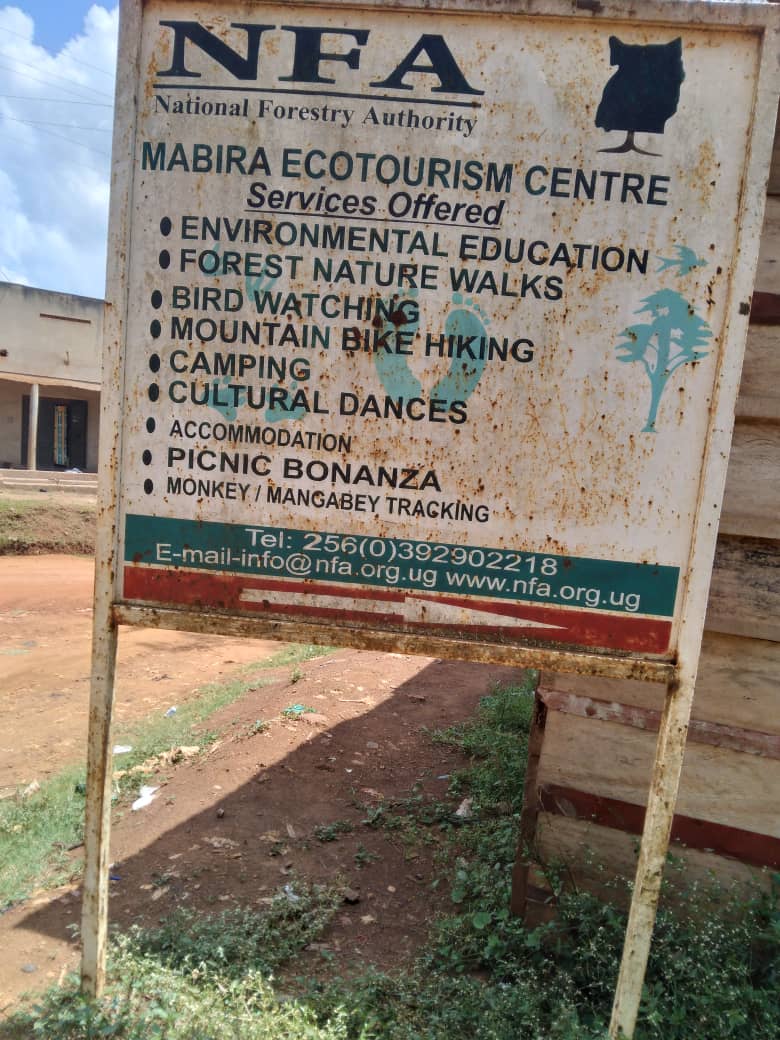 NFA
National Forestry Authority
MABIRA ECOTOURISM CENTRE
Services Offered
• ENVIRONMENTAL EDUCATION
• FOREST NATURE WALKS
• BIRD WATCHING
• MOUNTAIN BIKE HIKING
• CAMPING
• CULTURAL DANCES
• ACCOMMODATION
• PICNIC BONANZA
• MONKEY / MANGABEY TRACKING
Tel: 256(0)392902218
E-mail-info@nfa.org.ug www.nfa.org.ug